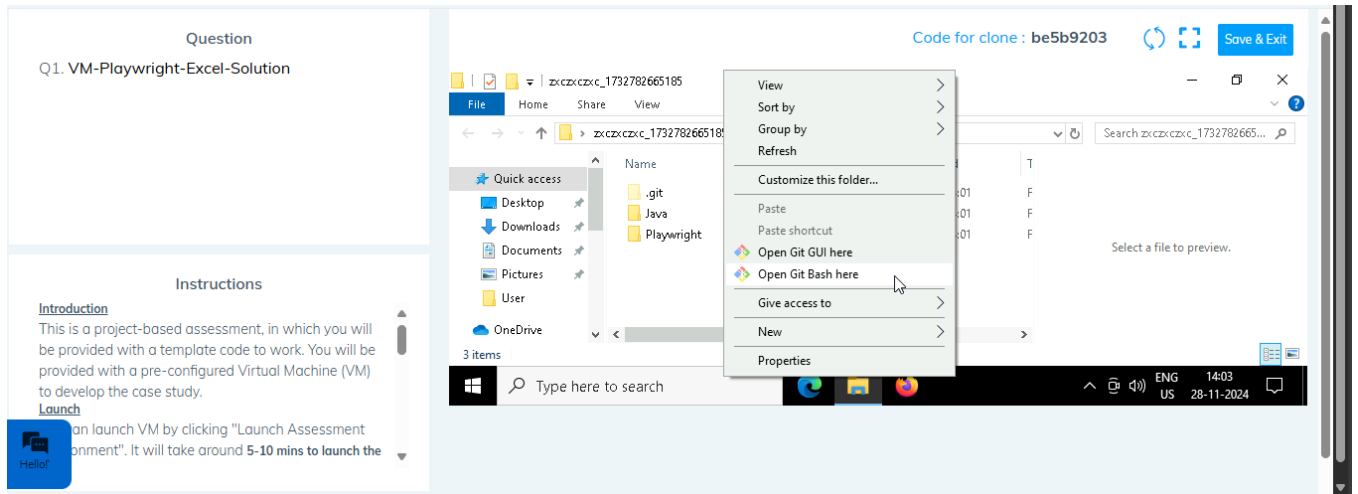 Question
Q1. VM-Playwright-Excel-Solution
Instructions
Introduction
This is a project-based assessment, in which you will
be provided with a template code to work. You will be
provided with a pre-configured Virtual Machine (VM)
to develop the case study.
Launch
an launch VM by clicking "Launch Assessment
onment". It will take around 5-10 mins to launch the
Hello!
Code for clone : be5b9203
Save & Exit
zxczxczxc_1732782665185
File Home Share View
zxczxczxc_1732782665185
Search zxczxczxc_1732782665...
Quick access
Desktop
Downloads
Documents
Pictures
User
OneDrive
Name
.git
Java
Playwright
3 items
View
Sort by
Group by
Refresh
Customize this folder...
Paste
Paste shortcut
Open Git GUI here
Open Git Bash here
Give access to
New
Properties
T
:01 F
:01 F
:01 F
Select a file to preview.
Type here to search
ENG
US
14:03
28-11-2024